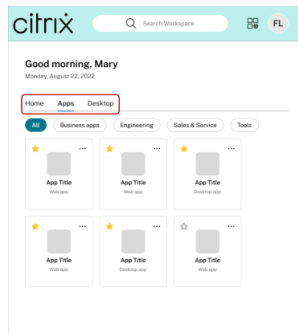 citrix
Search Workspace
FL
Good morning, Mary
Monday, August 22, 2022
Home Apps Desktop
All Business apps Engineering Sales & Service Tools
App Title App Title App Title
Web app Web app Desktop app
App Title App Title App Title
Web app Desktop app Web app